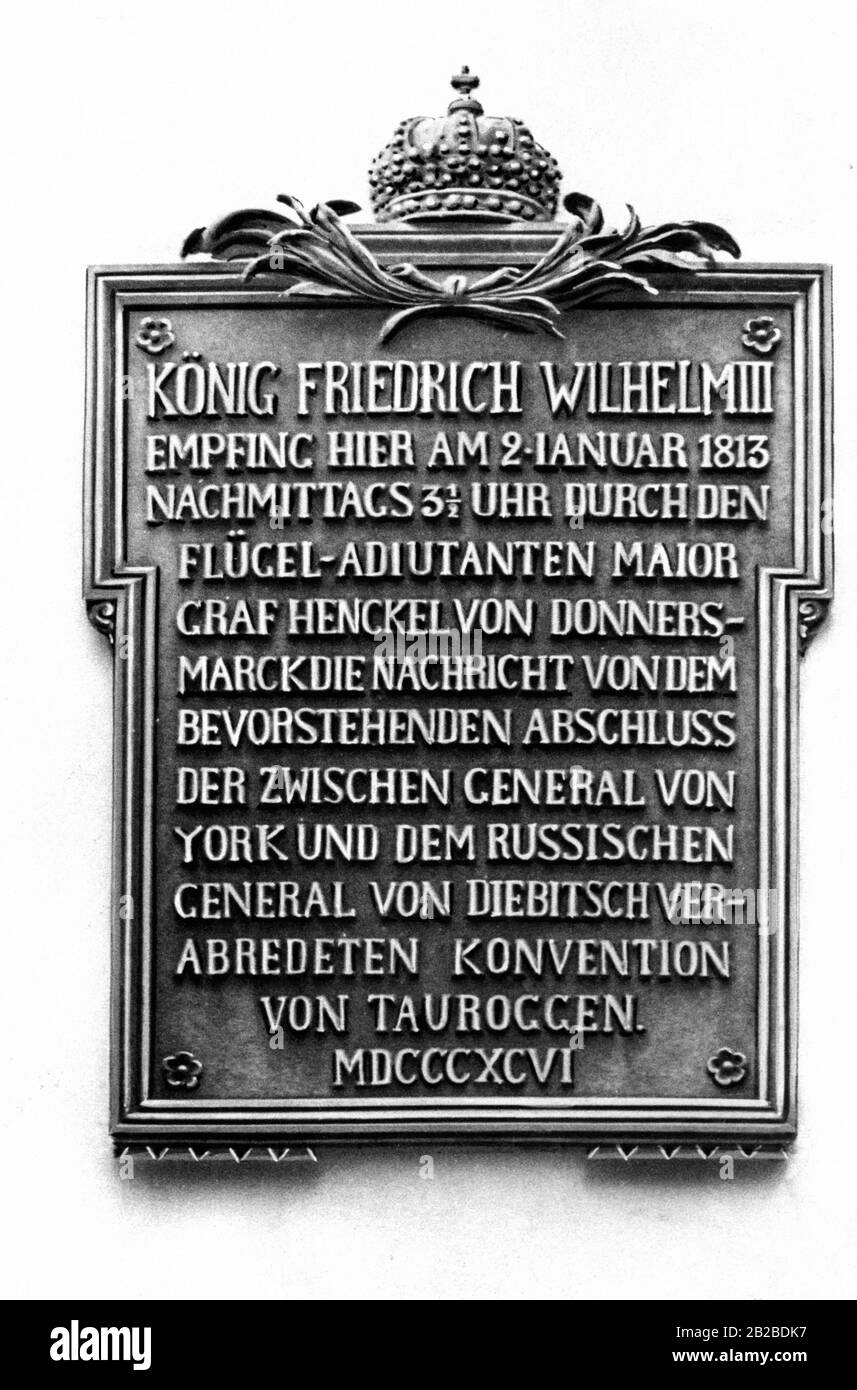 KÖNIG FRIEDRICH WILHELM III
EMPFING HIER AM 2·IANUAR 1813
NACHMITTAGS 3½ UHR DURCH DEN
FLÜGEL-ADIUTANTEN MAIOR
GRAF HENCKEL VON DONNERS-
MARCK DIE NACHRICHT VON DEM
BEVORSTEHENDEN ABSCHLUSS
DER ZWISCHEN GENERAL VON
YORK UND DEM RUSSISCHEN
GENERAL VON DIEBITSCH VER-
ABREDETEN KONVENTION
VON TAUROGGEN.
MDCCCXCVI
alamy
Image ID: 2B2BDK7
www.alamy.com